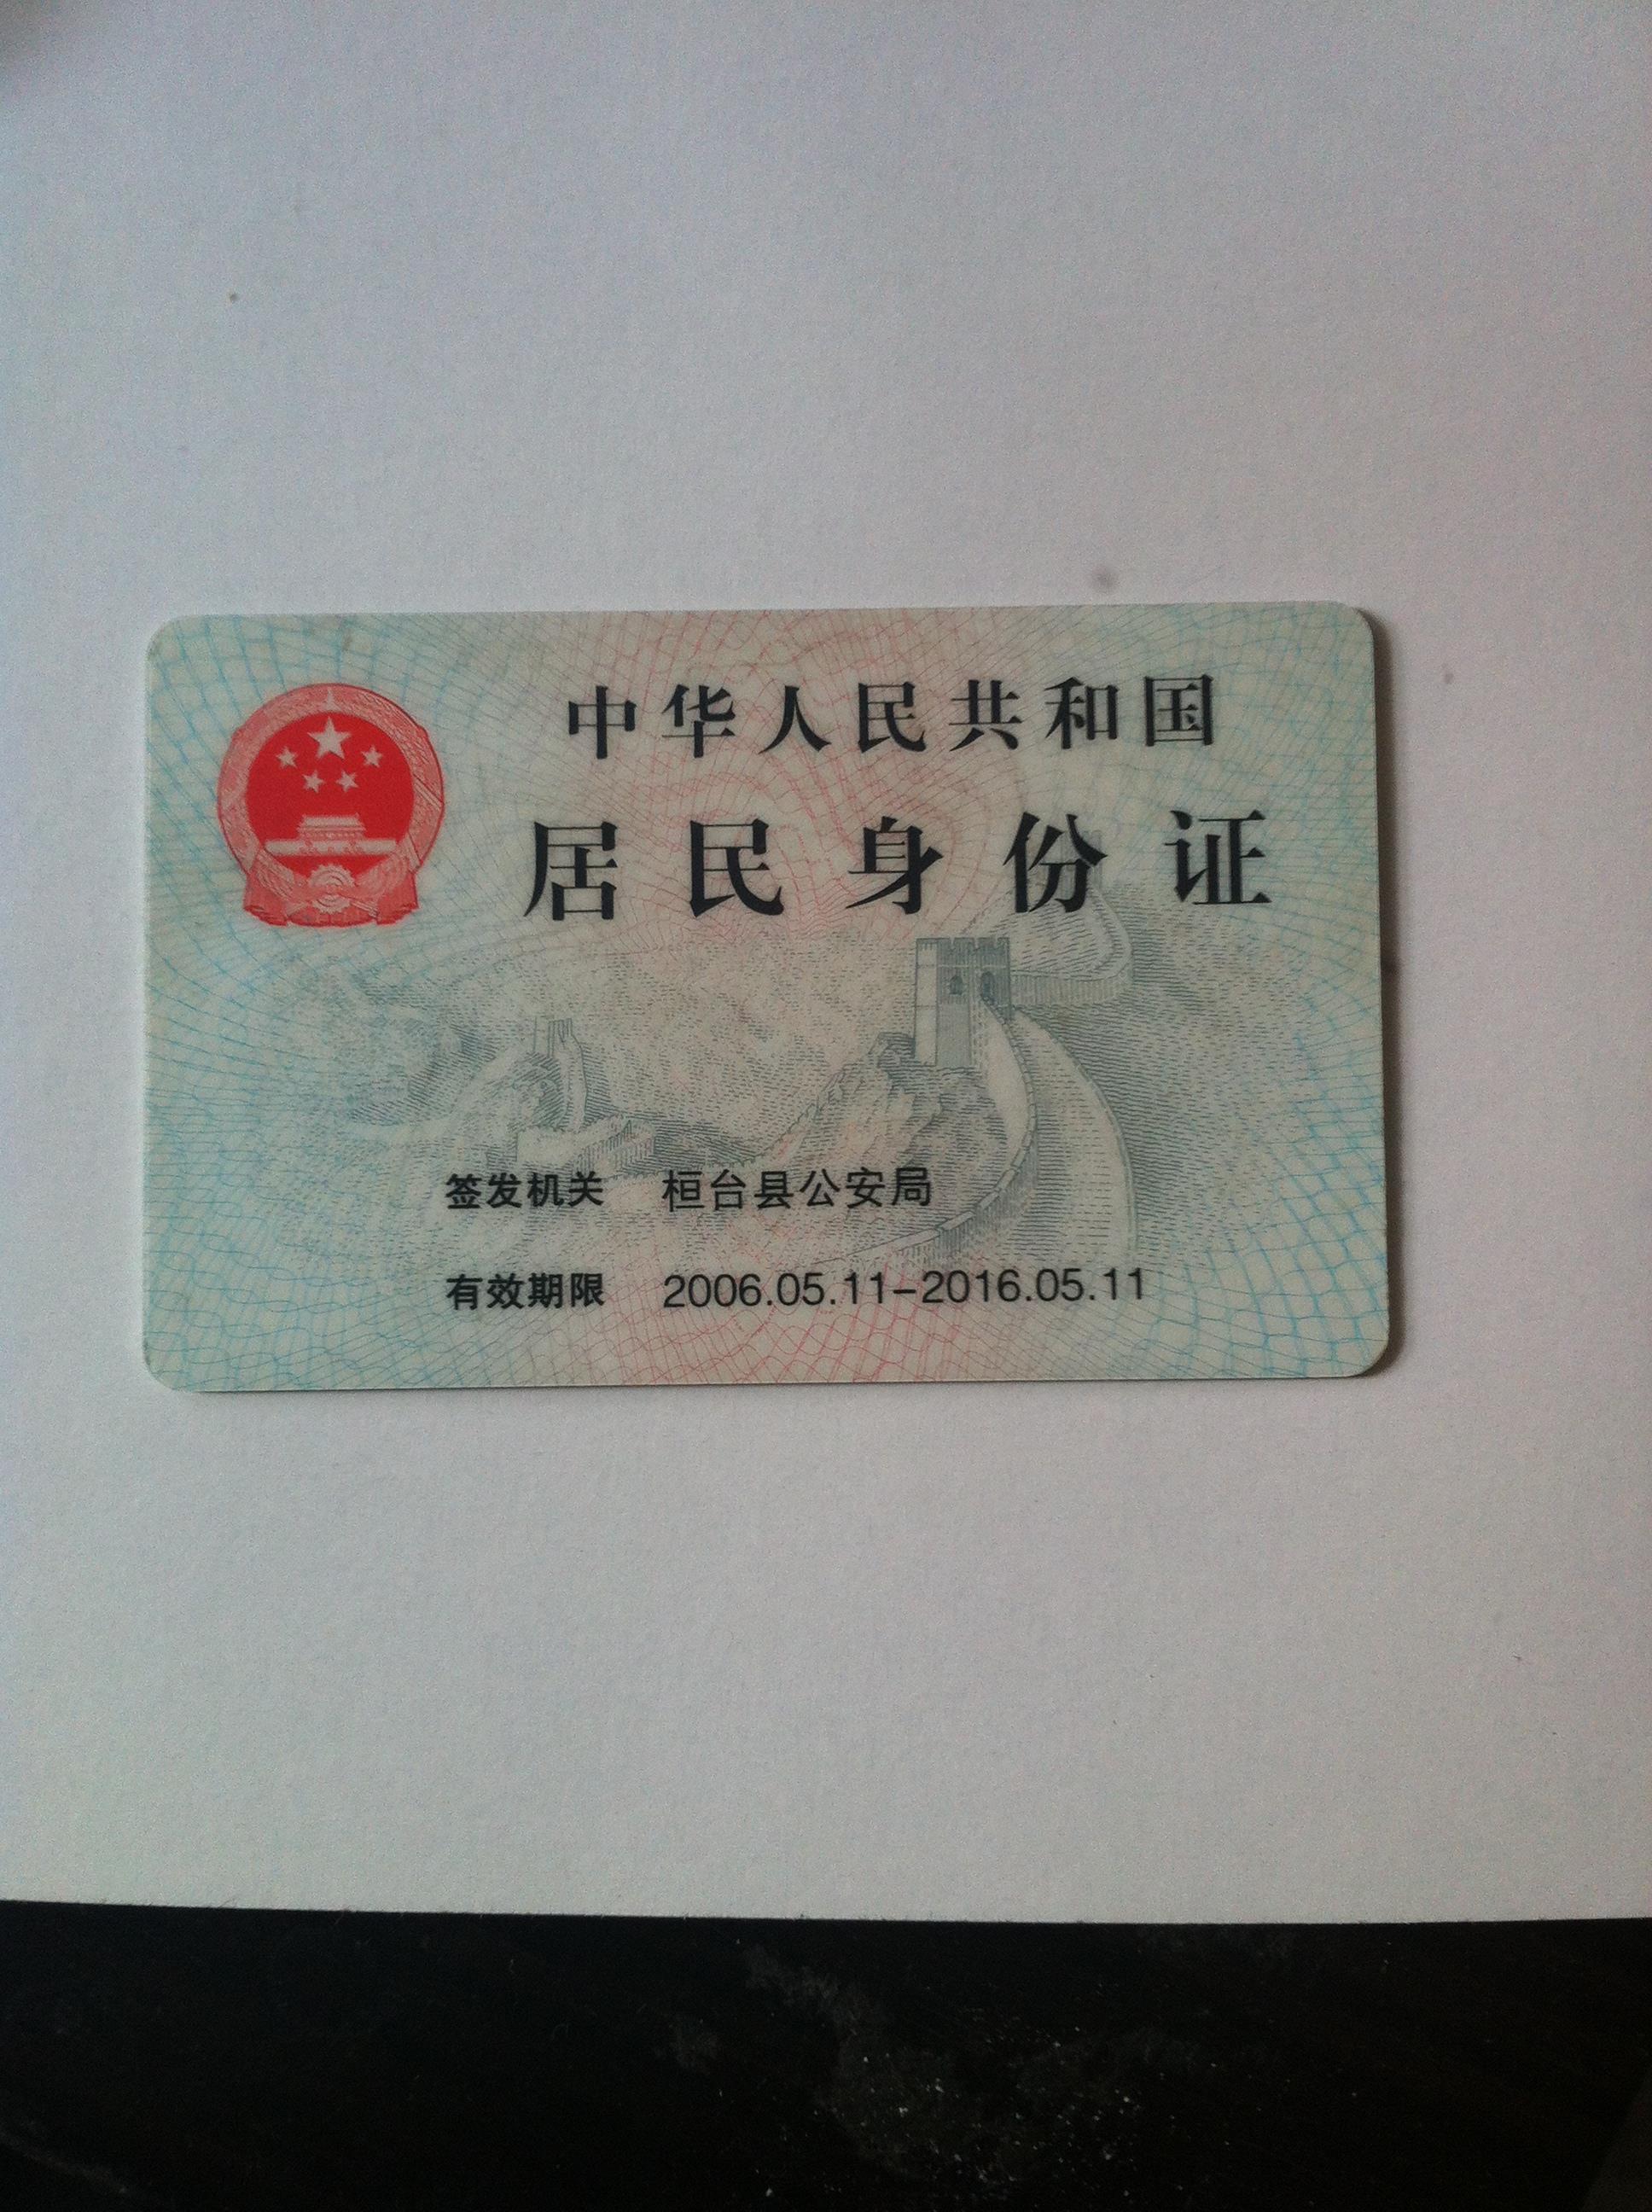 中华人民共和国
居民身份证
签发机关 桓台县公安局
有效期限 2006.05.11-2016.05.11